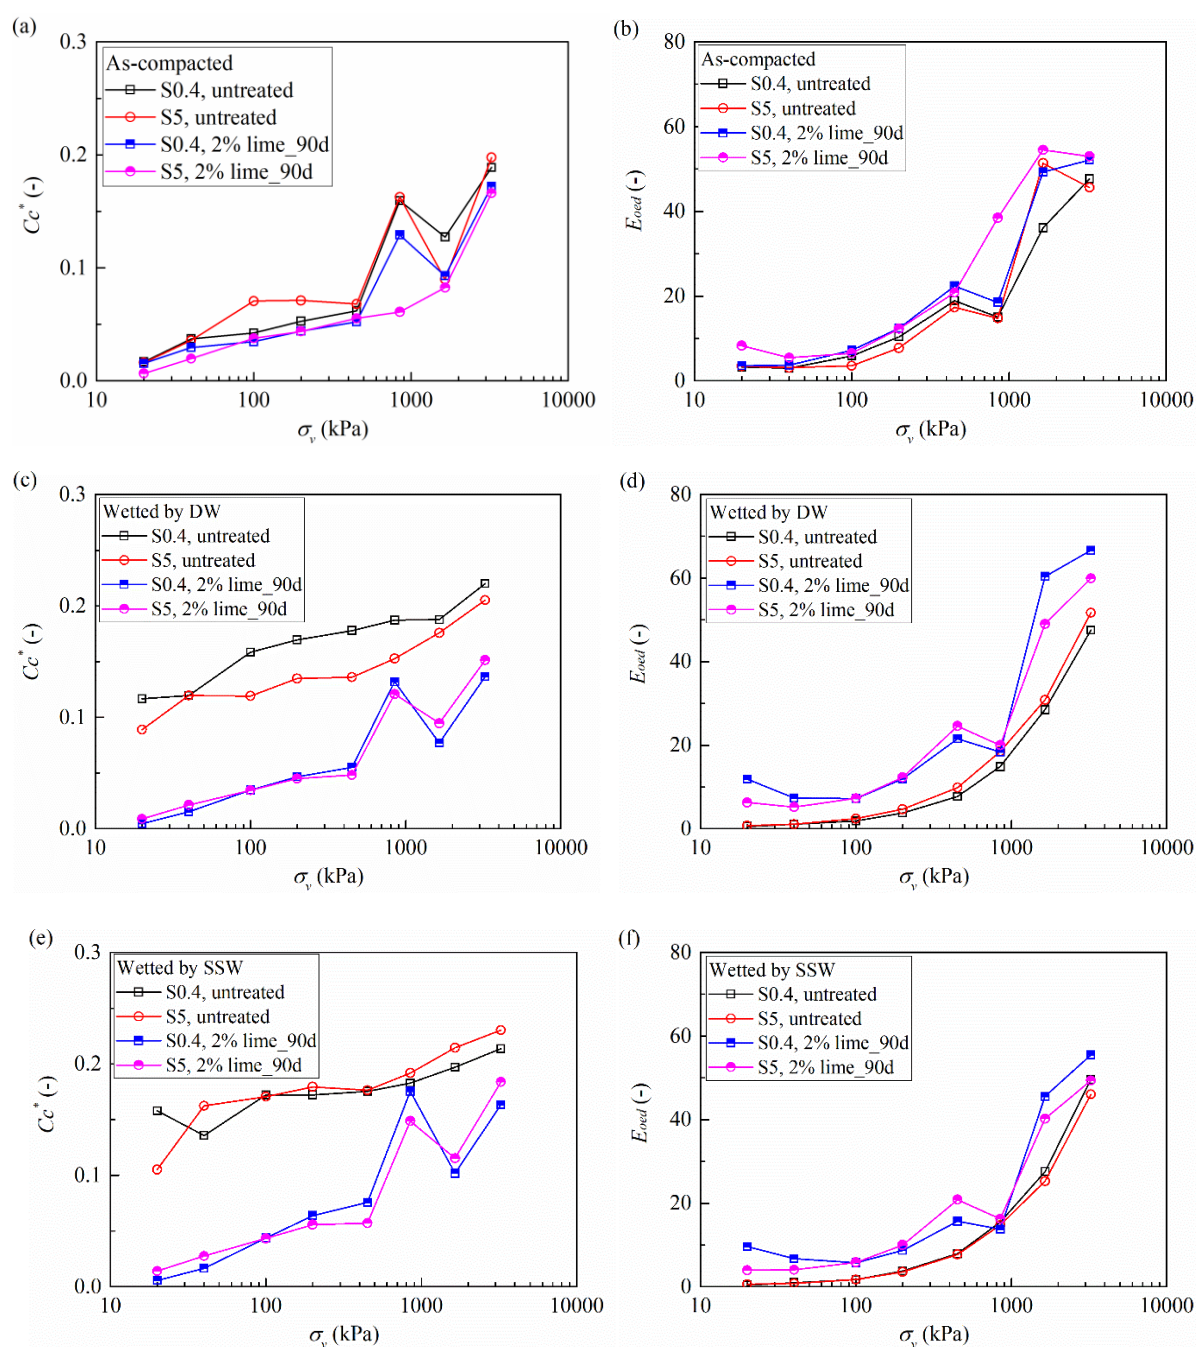 (a)
0.3
0.2
0.1
0.0
Cc* (-)
As-compacted
S0.4, untreated
S5, untreated
S0.4, 2% lime_90d
S5, 2% lime_90d
10
100
1000
10000
σv (kPa)
(b)
80
60
40
20
0
Eoed (-)
As-compacted
S0.4, untreated
S5, untreated
S0.4, 2% lime_90d
S5, 2% lime_90d
10
100
1000
10000
σv (kPa)
(c)
0.3
0.2
0.1
0.0
Cc* (-)
Wetted by DW
S0.4, untreated
S5, untreated
S0.4, 2% lime_90d
S5, 2% lime_90d
10
100
1000
10000
σv (kPa)
(d)
80
60
40
20
0
Eoed (-)
Wetted by DW
S0.4, untreated
S5, untreated
S0.4, 2% lime_90d
S5, 2% lime_90d
10
100
1000
10000
σv (kPa)
(e)
0.3
0.2
0.1
0.0
Cc* (-)
Wetted by SSW
S0.4, untreated
S5, untreated
S0.4, 2% lime_90d
S5, 2% lime_90d
10
100
1000
10000
σv (kPa)
(f)
80
60
40
20
0
Eoed (-)
Wetted by SSW
S0.4, untreated
S5, untreated
S0.4, 2% lime_90d
S5, 2% lime_90d
10
100
1000
10000
σv (kPa)